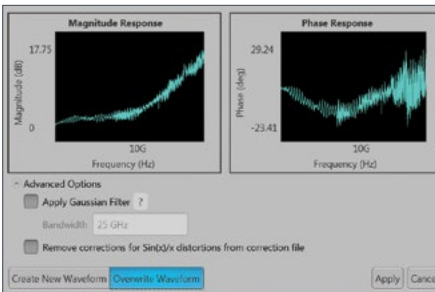 Magnitude Response
17.75
Magnitude (dB)
0
10G
Frequency (Hz)
Phase Response
29.24
Phase (deg)
-23.41
10G
Frequency (Hz)
Advanced Options
Apply Gaussian Filter ?
Bandwidth 25 GHz
Remove corrections for Sin(x)/x distortions from correction file
Create New Waveform Overwrite Waveform Apply Cance